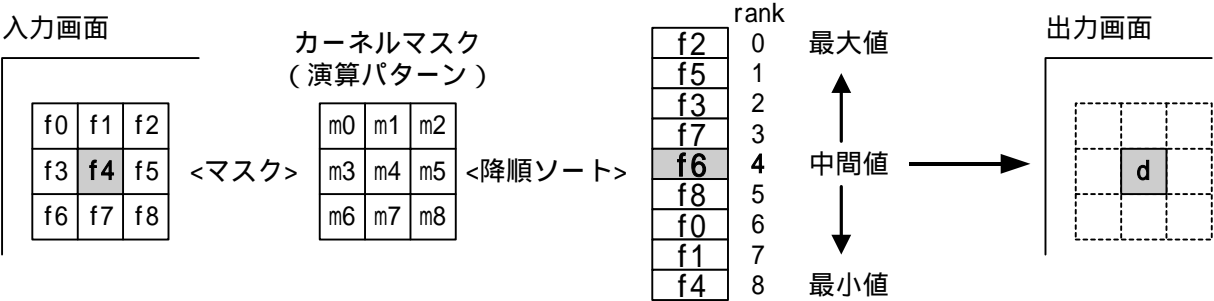 入力画面
カーネルマスク
(演算パターン)
rank
出力画面
f0 f1 f2
f3 f4 f5
f6 f7 f8
<マスク>
m0 m1 m2
m3 m4 m5
m6 m7 m8
<降順ソート>
f2 0 最大値
f5 1
f3 2
f7 3
f6 4 中間値
f8 5
f0 6
f1 7
f4 8 最小値
d